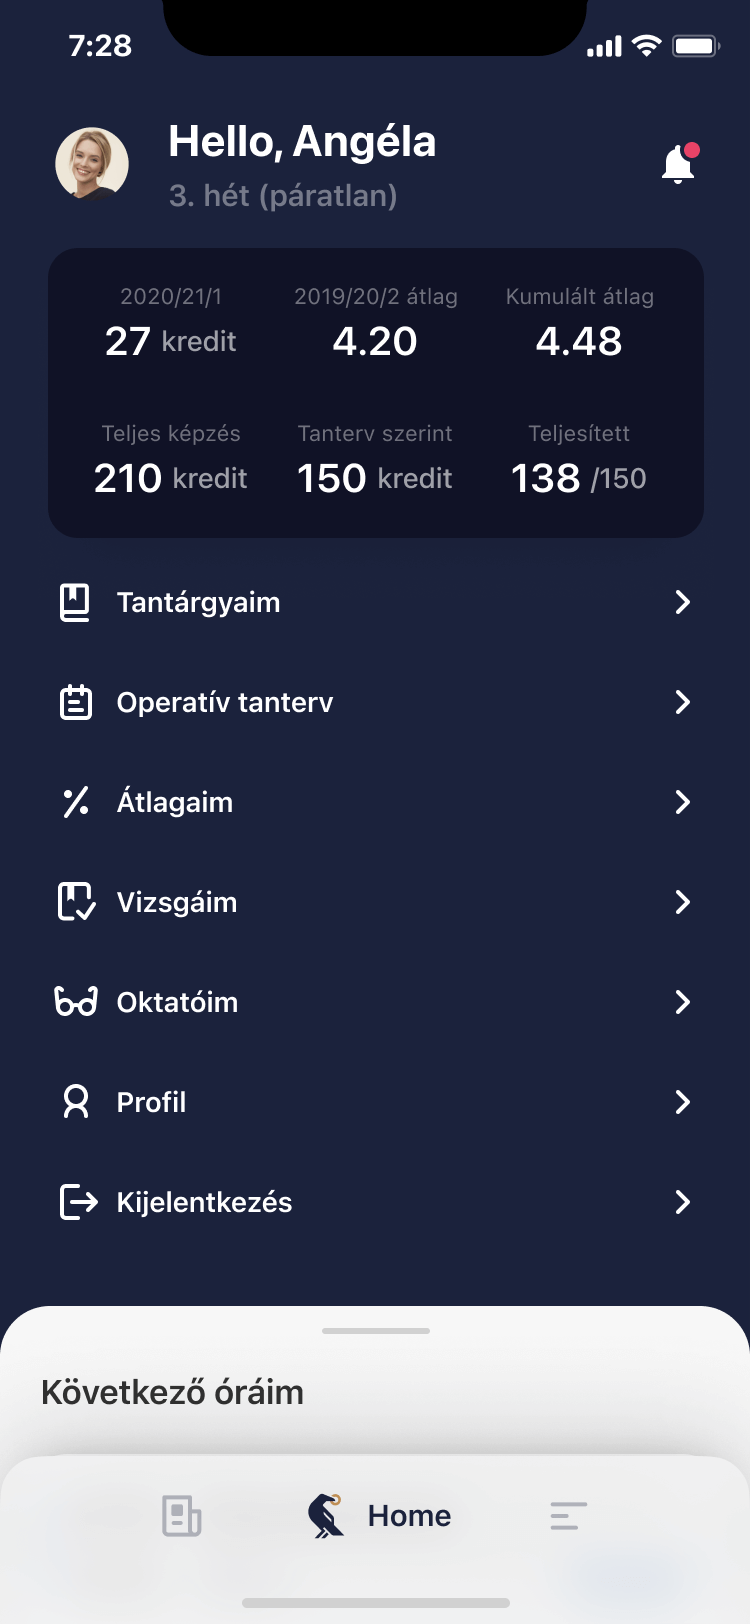 7:28
Hello, Angéla
3. hét (páratlan)
2020/21/1 2019/20/2 átlag Kumulált átlag
27 kredit 4.20 4.48
Teljes képzés Tanterv szerint Teljesített
210 kredit 150 kredit 138 /150
Tantárgyaim
Operatív tanterv
Átlagaim
Vizsgáim
Oktatóim
Profil
Kijelentkezés
Következő óráim
Home